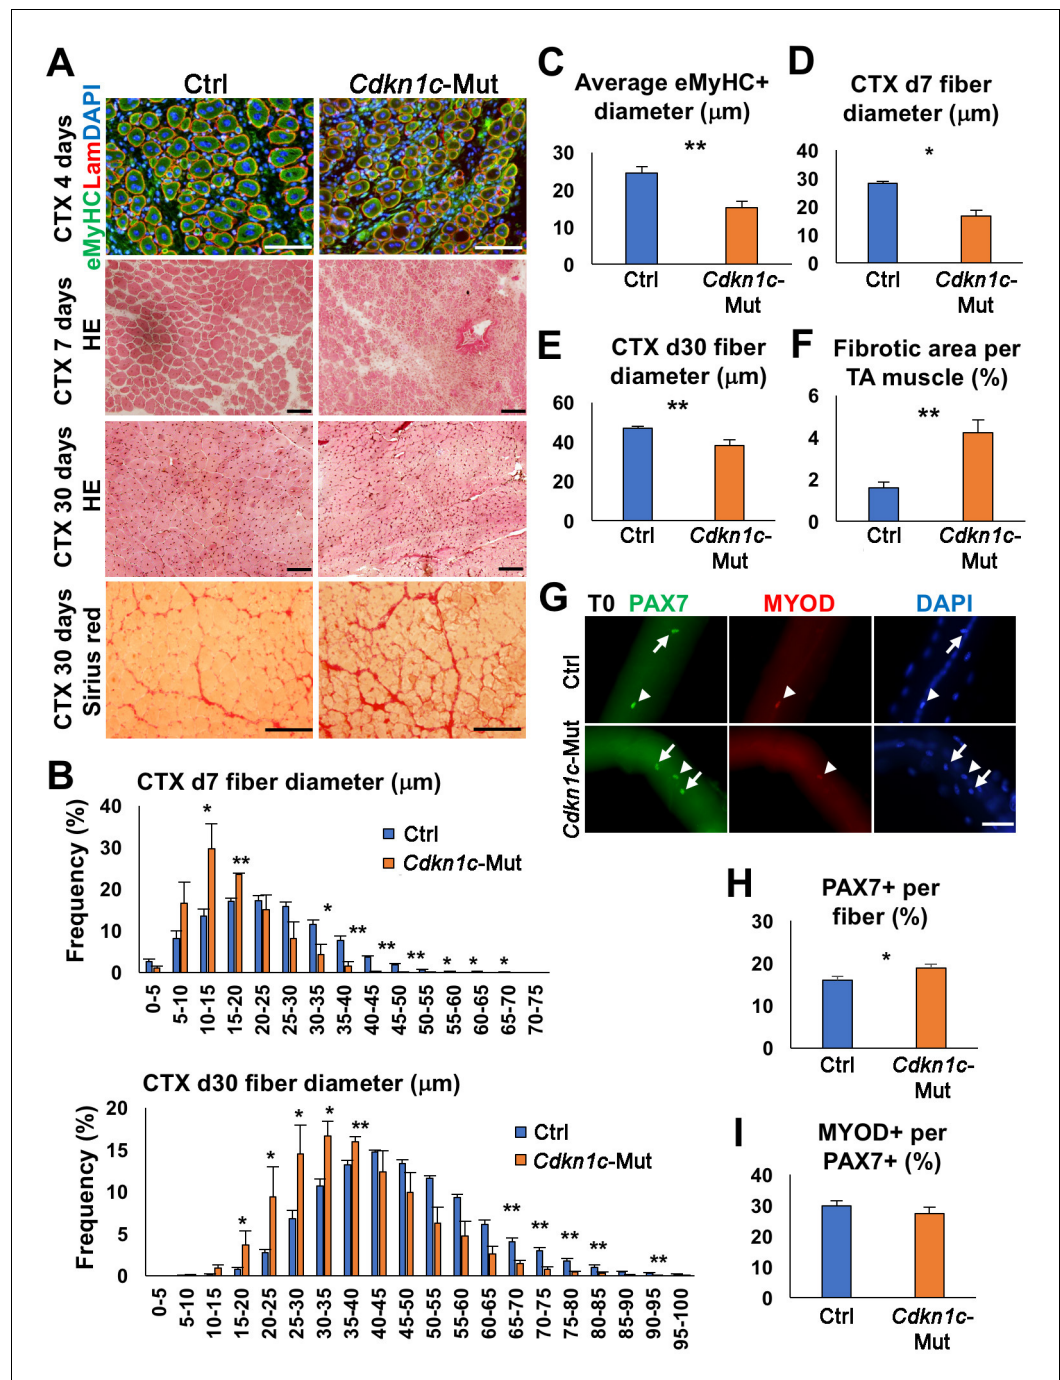 A
Ctrl
Cdkn1c-Mut
CTX 4 days
eMyHCLamDAPI
CTX 7 days
HE
CTX 30 days
HE
CTX 30 days
Sirius red
B
CTX d7 fiber diameter (μm)
Frequency (%)
40
30
20
10
0
Ctrl
Cdkn1c-Mut
*
**
*
**
**
**
*
*
*
0-5
5-10
10-15
15-20
20-25
25-30
30-35
35-40
40-45
45-50
50-55
55-60
60-65
65-70
70-75
CTX d30 fiber diameter (μm)
Frequency (%)
20
15
10
5
0
Ctrl
Cdkn1c-Mut
*
*
*
*
**
**
**
**
**
**
0-5
5-10
10-15
15-20
20-25
25-30
30-35
35-40
40-45
45-50
50-55
55-60
60-65
65-70
70-75
75-80
80-85
85-90
90-95
95-100
C
Average eMyHC+
diameter (μm)
**
30
20
10
0
Ctrl
Cdkn1c-
Mut
D
CTX d7 fiber
diameter (μm)
*
40
30
20
10
0
Ctrl
Cdkn1c-
Mut
E
CTX d30 fiber
diameter (μm)
**
60
40
20
0
Ctrl
Cdkn1c-
Mut
F
Fibrotic area per
TA muscle (%)
**
6
4
2
0
Ctrl
Cdkn1c-
Mut
G
T0 PAX7
MYOD
DAPI
Ctrl
Cdkn1c-Mut
H
PAX7+ per
fiber (%)
*
30
20
10
0
Ctrl
Cdkn1c-
Mut
I
MYOD+ per
PAX7+ (%)
40
30
20
10
0
Ctrl
Cdkn1c-
Mut